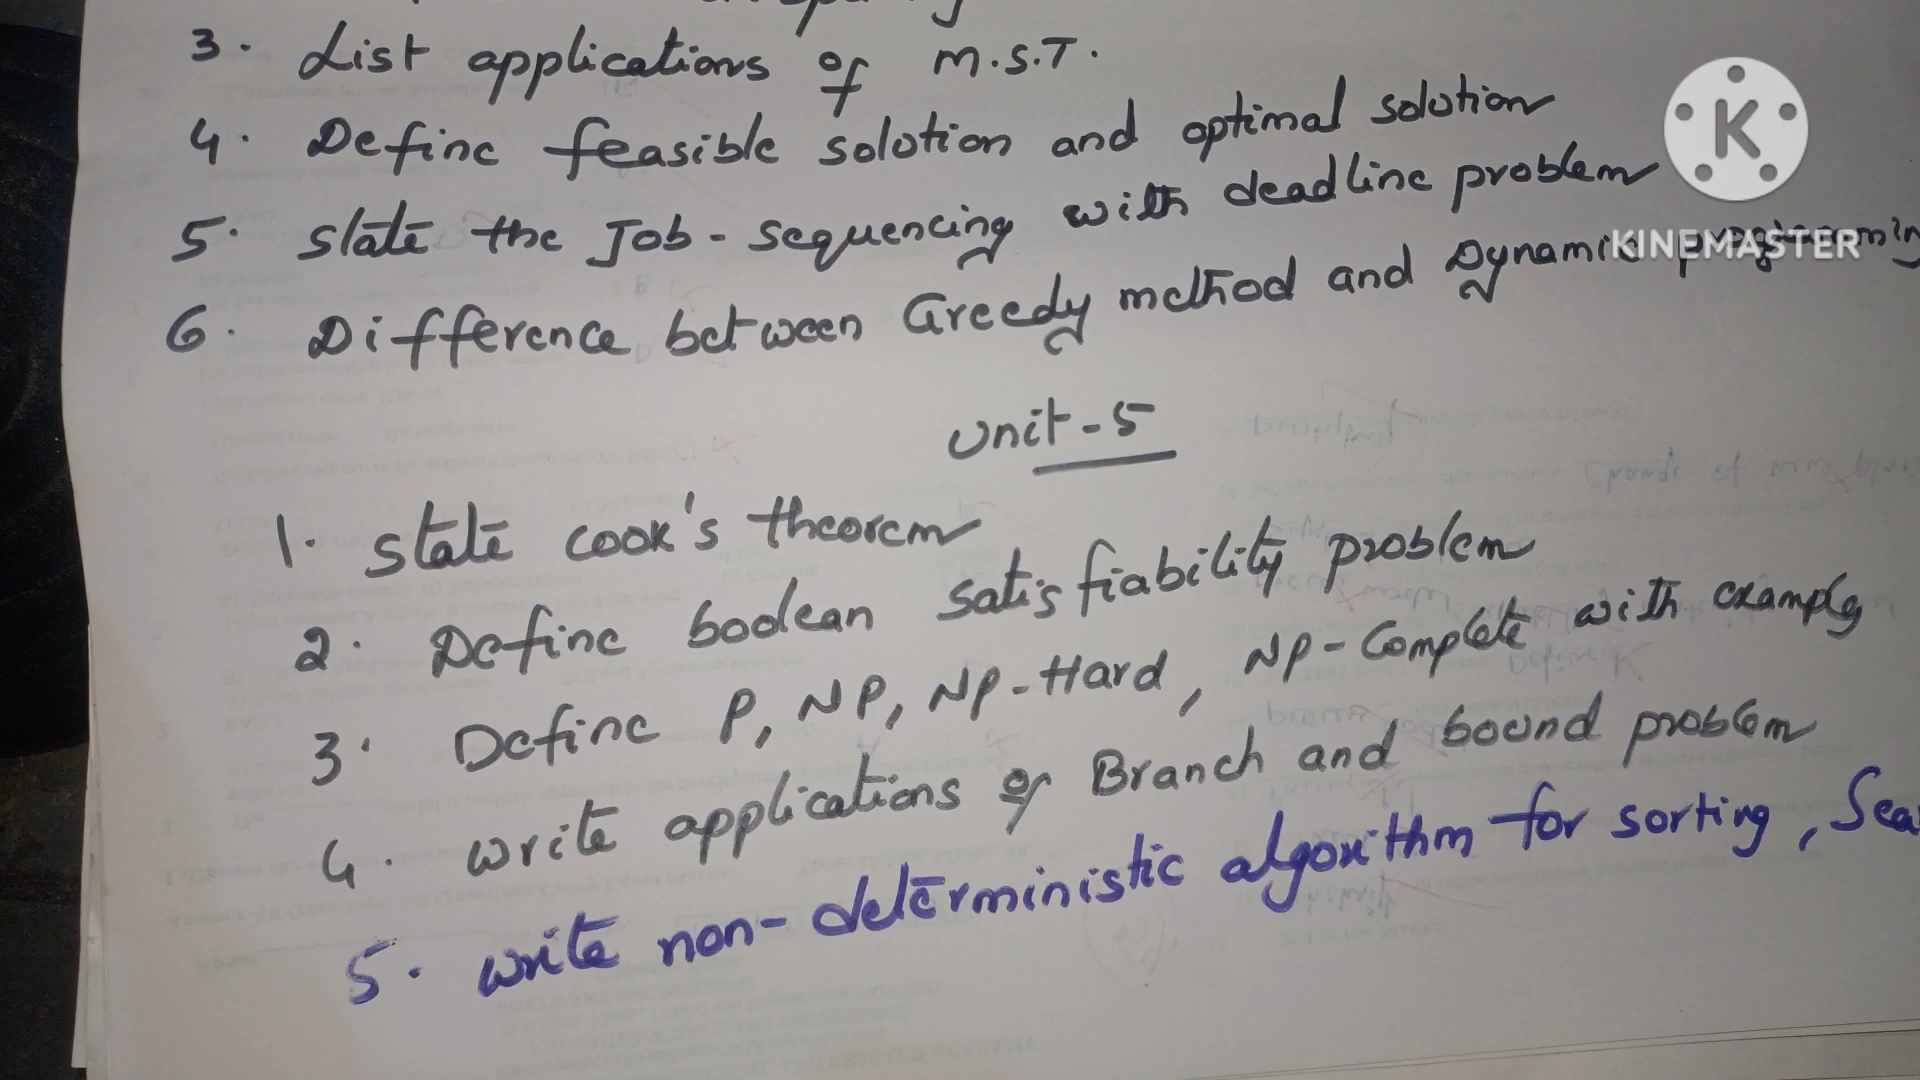 3. List applications of M.S.T.
4. Define feasible solution and optimal solution
5. State the Job-sequencing with deadline problem
6. Difference between Greedy method and Dynamic programmin
KINEMASTER
Unit-5
1. State cook's theorem
2. Define boolean satisfiability problem
3. Define P, NP, NP-Hard, NP-Complete with example
4. Write applications of Branch and bound problem
5. Write non-deterministic algorithm for sorting, Sea